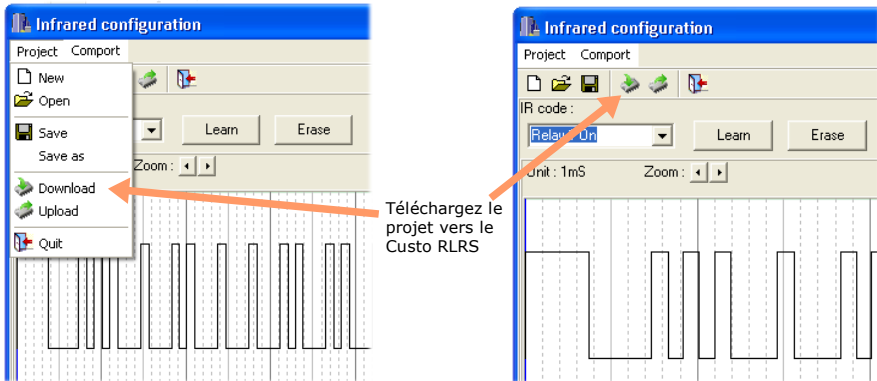 Infrared configuration
Project Comport
New
Open
Save
Save as
Download
Upload
Quit
Learn
Erase
Zoom :
Téléchargez le
projet vers le
Custo RLRS
Infrared configuration
Project Comport
IR code :
Relay On
Learn
Erase
Unit : 1mS
Zoom :